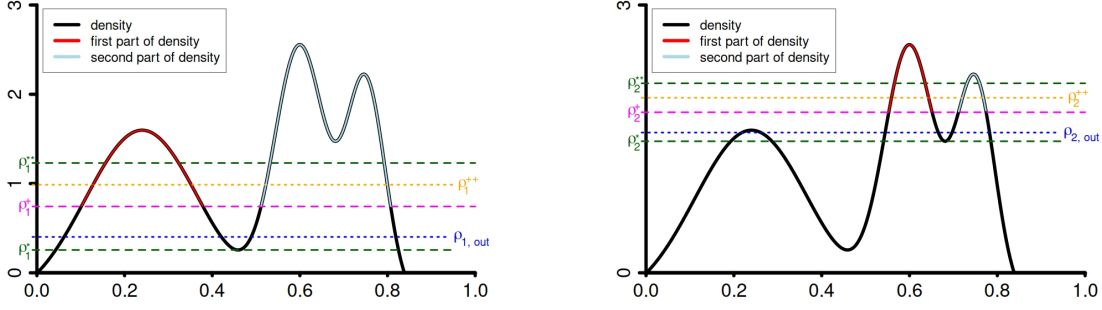 3
density
first part of density
second part of density
2
ρ₁**
1
ρ₁⁺⁺
ρ₁⁺
ρ₁, out
ρ₁*
0
0.0 0.2 0.4 0.6 0.8 1.0
3
density
first part of density
second part of density
ρ₂**
ρ₂⁺⁺
ρ₂⁺
ρ₂, out
ρ₂*
0
0.0 0.2 0.4 0.6 0.8 1.0